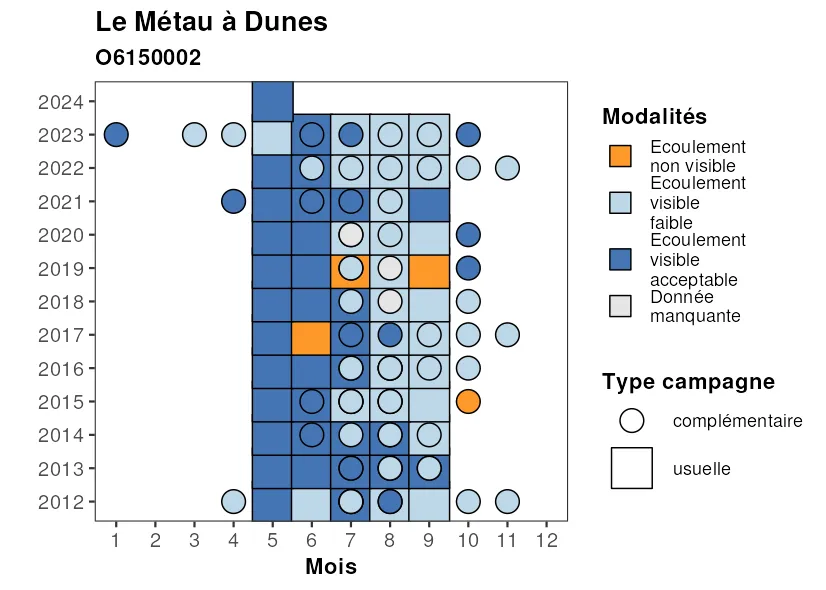 Le Métau à Dunes
O6150002
2024
2023
2022
2021
2020
2019
2018
2017
2016
2015
2014
2013
2012
1 2 3 4 5 6 7 8 9 10 11 12
Mois
Modalités
Ecoulement
non visible
Ecoulement
visible
faible
Ecoulement
visible
acceptable
Donnée
manquante
Type campagne
complémentaire
usuelle